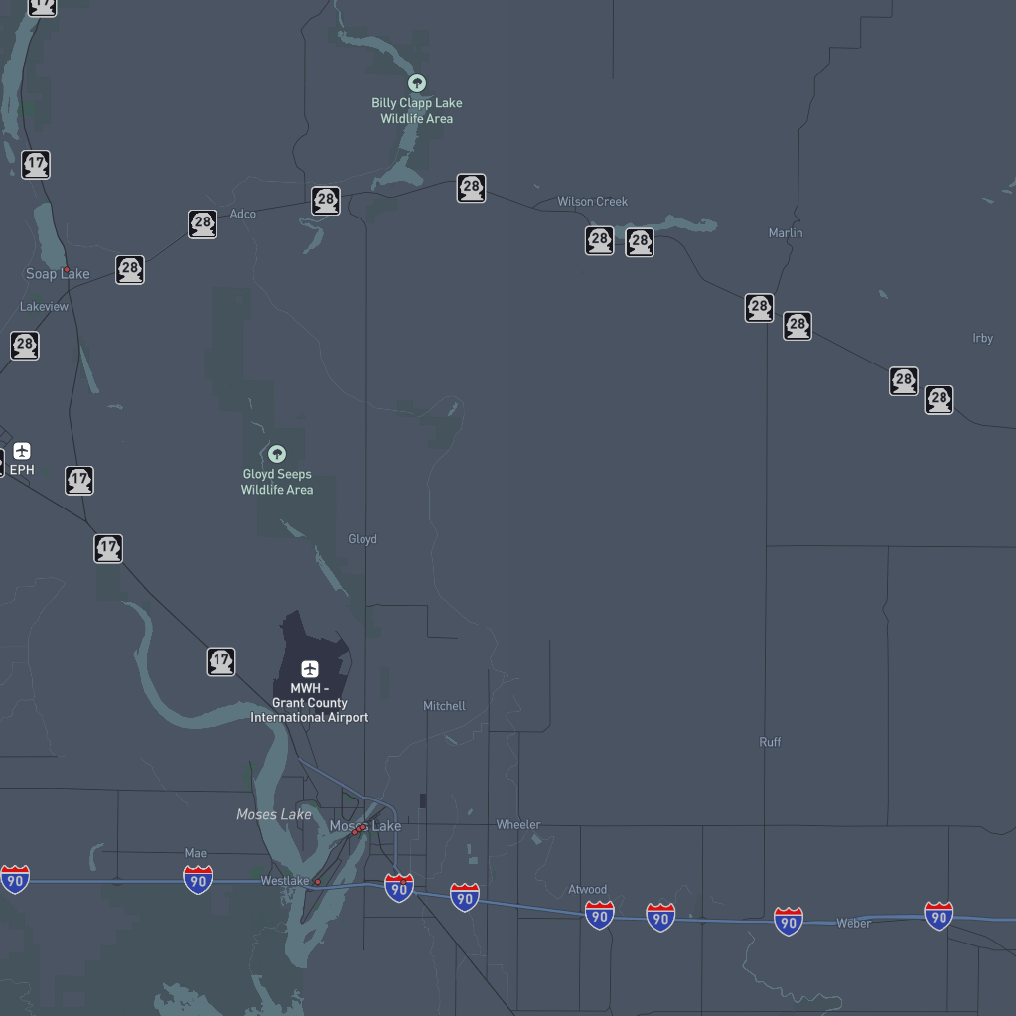 17
Billy Clapp Lake
Wildlife Area
17
28
28
Wilson Creek
28
Adco
28
Marlin
28
28
Soap Lake
28
Lakeview
28
28
Irby
28
28
28
EPH
17
Gloyd Seeps
Wildlife Area
Gloyd
17
17
MWH -
Grant County
International Airport
Mitchell
Ruff
Moses Lake
Moses Lake
Wheeler
Mae
90
90
Westlake
90
90
Atwood
90
90
90
Weber
90